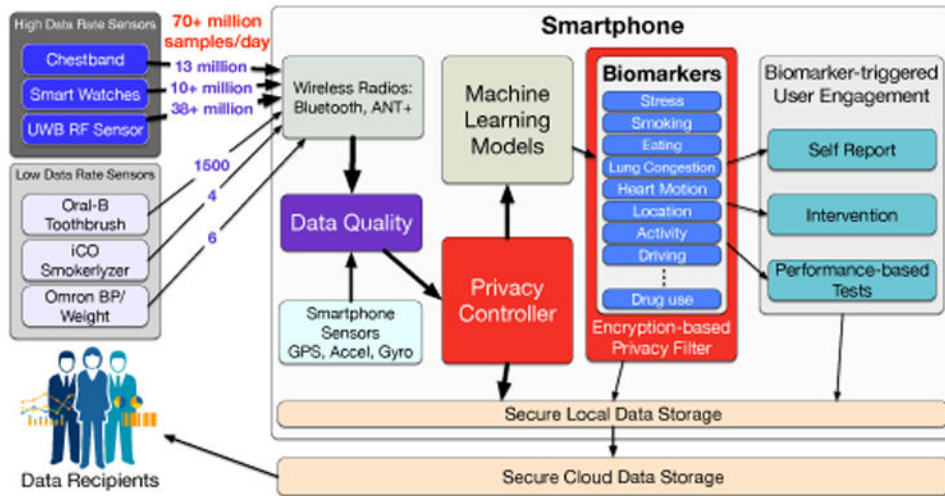 High Data Rate Sensors
Chestband
Smart Watches
UWB RF Sensor
70+ million
samples/day
13 million
10+ million
38+ million
Low Data Rate Sensors
Oral-B
Toothbrush
iCO
Smokerlyzer
Omron BP/
Weight
1500
4
6
Smartphone
Wireless Radios:
Bluetooth, ANT+
Data Quality
Smartphone
Sensors
GPS, Accel, Gyro
Machine
Learning
Models
Privacy
Controller
Biomarkers
Stress
Smoking
Eating
Lung Congestion
Heart Motion
Location
Activity
Driving
Drug use
Encryption-based
Privacy Filter
Biomarker-triggered
User Engagement
Self Report
Intervention
Performance-based
Tests
Secure Local Data Storage
Secure Cloud Data Storage
Data Recipients